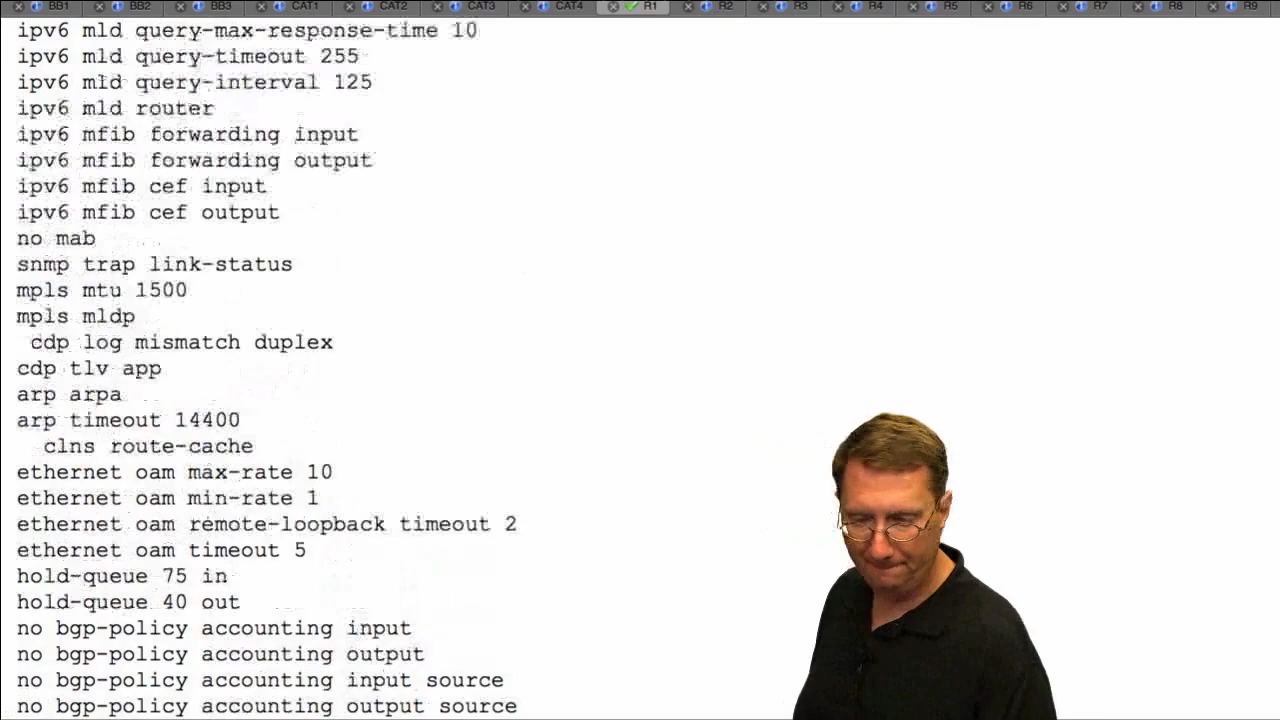 BB1 BB2 BB3 CAT1 CAT2 CAT3 CAT4 R1 R2 R3 R4 R5 R6 R7 R8 R9
ipv6 mld query-max-response-time 10
ipv6 mld query-timeout 255
ipv6 mld query-interval 125
ipv6 mld router
ipv6 mfib forwarding input
ipv6 mfib forwarding output
ipv6 mfib cef input
ipv6 mfib cef output
no mab
snmp trap link-status
mpls mtu 1500
mpls mldp
cdp log mismatch duplex
cdp tlv app
arp arpa
arp timeout 14400
clns route-cache
ethernet oam max-rate 10
ethernet oam min-rate 1
ethernet oam remote-loopback timeout 2
ethernet oam timeout 5
hold-queue 75 in
hold-queue 40 out
no bgp-policy accounting input
no bgp-policy accounting output
no bgp-policy accounting input source
no bgp-policy accounting output source